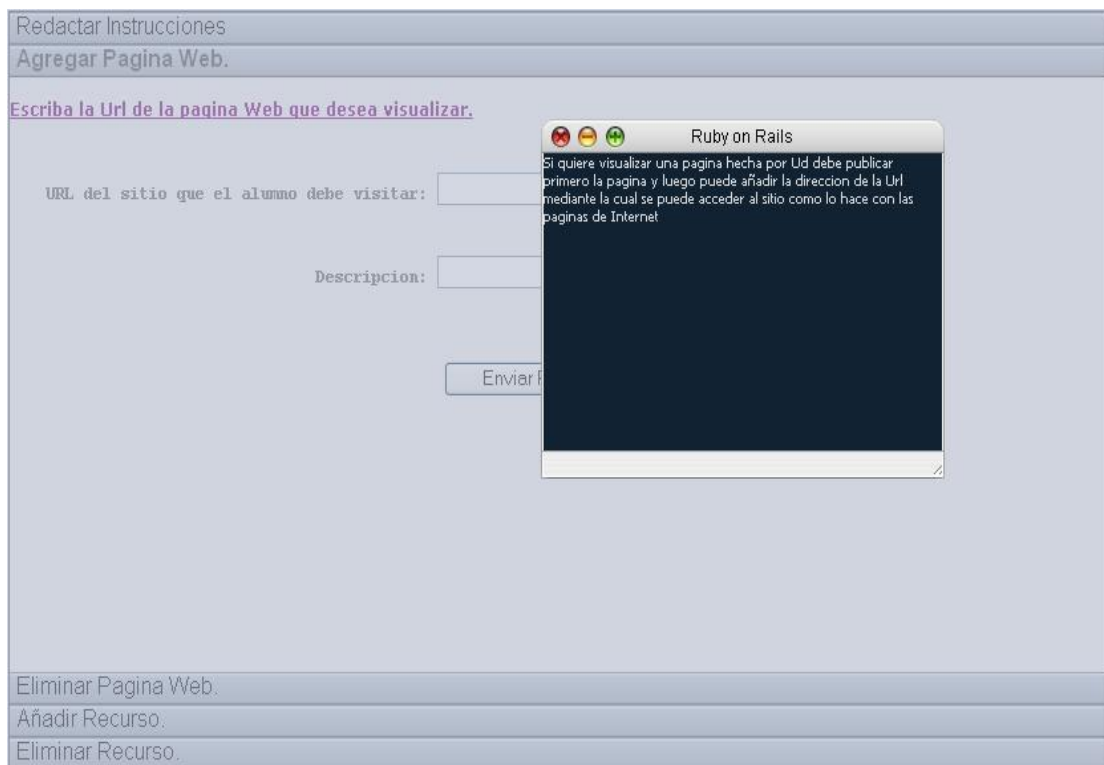 Redactar Instrucciones
Agregar Pagina Web.
Escriba la Url de la pagina Web que desea visualizar.
Ruby on Rails
Si quiere visualizar una pagina hecha por Ud debe publicar
primero la pagina y luego puede añadir la direccion de la Url
mediante la cual se puede acceder al sitio como lo hace con las
paginas de Internet
URL del sitio que el alumno debe visitar:
Descripcion:
Enviar
Eliminar Pagina Web.
Añadir Recurso.
Eliminar Recurso.